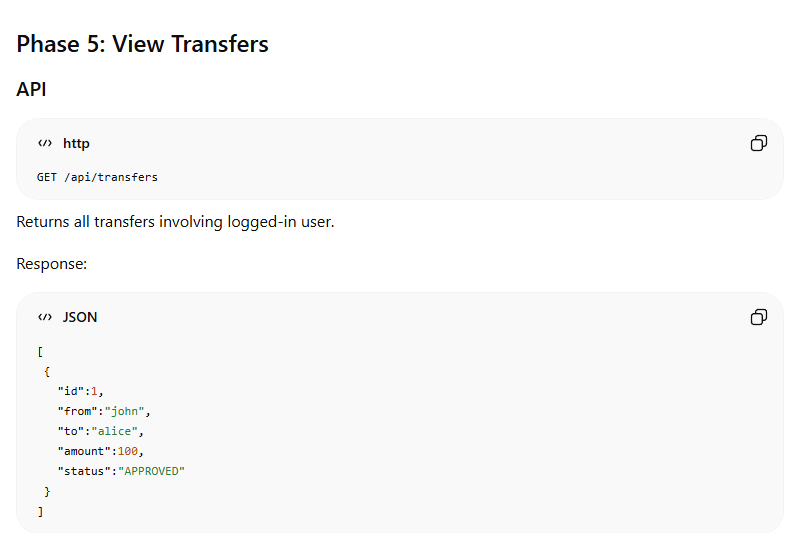 Phase 5: View Transfers
API
http
GET /api/transfers
Returns all transfers involving logged-in user.
Response:
JSON
[
 {
   "id":1,
   "from":"john",
   "to":"alice",
   "amount":100,
   "status":"APPROVED"
 }
]